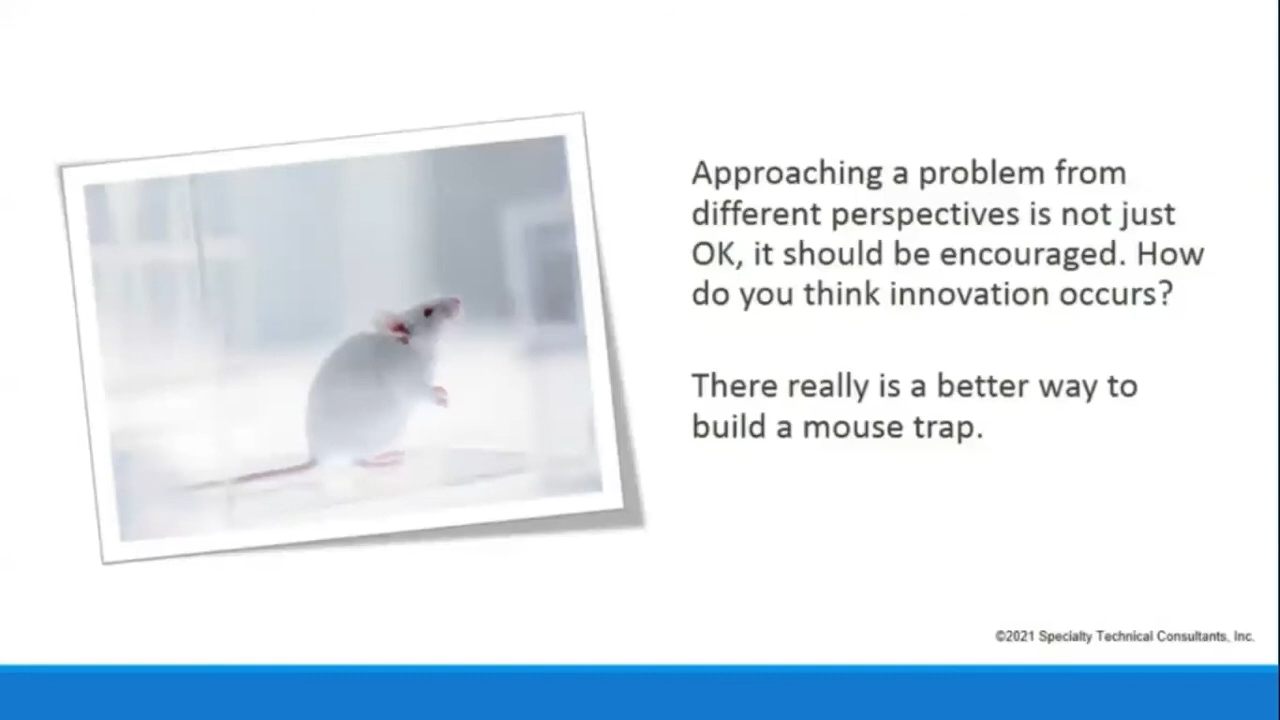 Approaching a problem from
different perspectives is not just
OK, it should be encouraged. How
do you think innovation occurs?
There really is a better way to
build a mouse trap.
©2021 Specialty Technical Consultants, Inc.